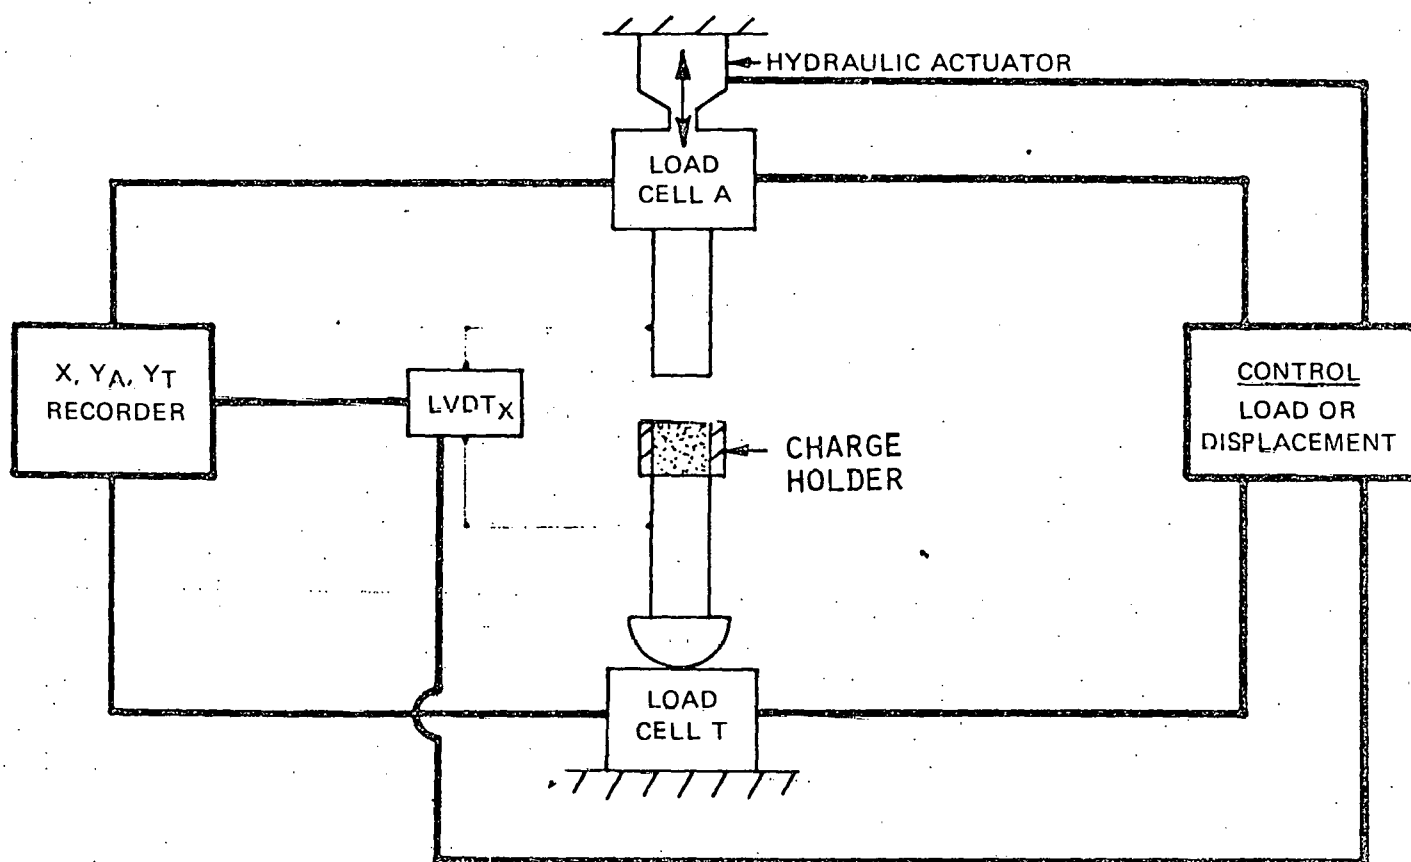 HYDRAULIC ACTUATOR
LOAD
CELL A
X, YA, YT
RECORDER
LVDTX
CONTROL
LOAD OR
DISPLACEMENT
CHARGE
HOLDER
LOAD
CELL T